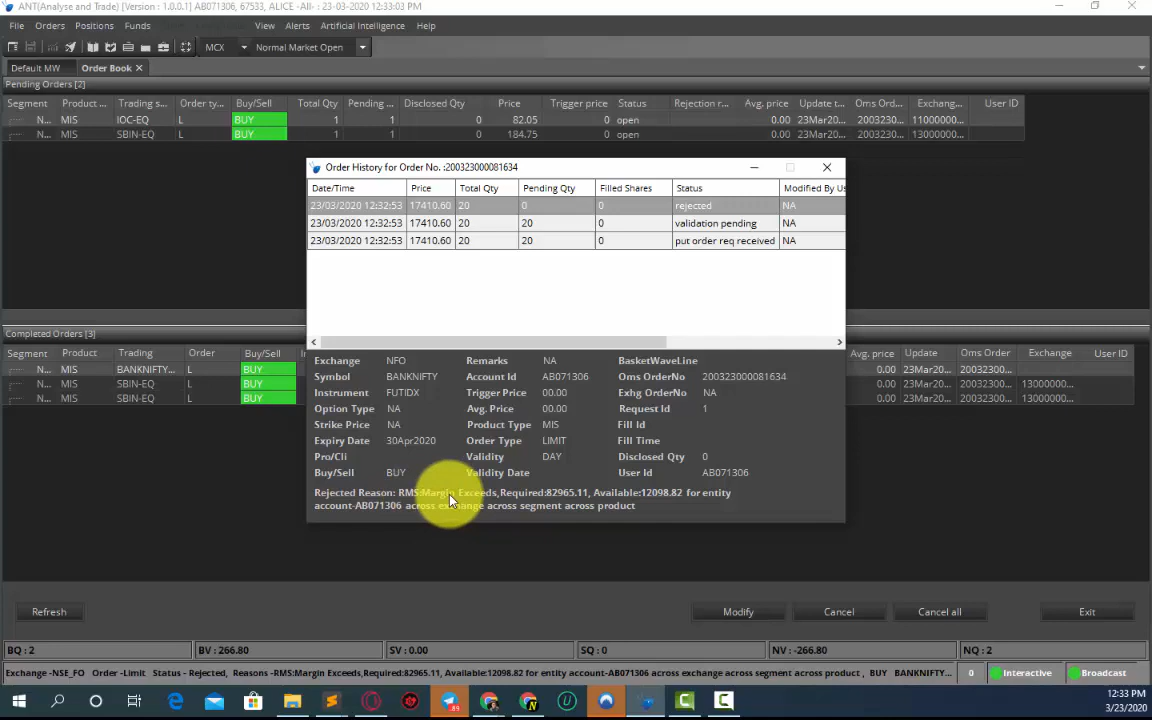 ANT(Analyse and Trade) [Version : 1.0.0.1] AB071306, 67533, ALICE -All- : 23-03-2020 12:33:03 PM
File Orders Positions Funds View Alerts Artificial Intelligence Help
MCX Normal Market Open
Default MW Order Book
Pending Orders [2]
Segment Product ... Trading s... Order ty... Buy/Sell Total Qty Pending ... Disclosed Qty Price Trigger price Status Rejection r... Avg. price Update t... Oms Ord... Exchang... User ID
N... MIS IOC-EQ L BUY 1 1 0 82.05 0 open 0.00 23Mar20... 2003230... 11000000...
N... MIS SBIN-EQ L BUY 1 1 0 184.75 0 open 0.00 23Mar20... 2003230... 13000000...
Order History for Order No. :200323000081634
Date/Time Price Total Qty Pending Qty Filled Shares Status Modified By Us
23/03/2020 12:32:53 17410.60 20 0 0 rejected NA
23/03/2020 12:32:53 17410.60 20 20 0 validation pending NA
23/03/2020 12:32:53 17410.60 20 20 0 put order req received NA
Exchange NFO Remarks NA BasketWaveLine
Symbol BANKNIFTY Account Id AB071306 Oms OrderNo 200323000081634
Instrument FUTIDX Trigger Price 00.00 Exhg OrderNo NA
Option Type NA Avg. Price 00.00 Request Id 1
Strike Price NA Product Type MIS Fill Id
Expiry Date 30Apr2020 Order Type LIMIT Fill Time
Pro/Cli Validity DAY Disclosed Qty 0
Buy/Sell BUY Validity Date User Id AB071306
Rejected Reason: RMS:Margin Exceeds,Required:82965.11, Available:12098.82 for entity
account-AB071306 across exchange across segment across product
Completed Orders [3]
Segment Product Trading Order Buy/Sell Avg. price Update Oms Order Exchange User ID
N... MIS BANKNIFTY... L BUY 0.00 23Mar20... 20032300...
N... MIS SBIN-EQ L BUY 0.00 23Mar20... 20032300... 13000000...
N... MIS SBIN-EQ L BUY 0.00 23Mar20... 20032300... 13000000...
Refresh Modify Cancel Cancel all Exit
BQ : 2 BV : 266.80 SV : 0.00 SQ : 0 NV : -266.80 NQ : 2
Exchange -NSE_FO Order -Limit Status - Rejected, Reasons -RMS:Margin Exceeds,Required:82965.11, Available:12098.82 for entity account-AB071306 across exchange across segment across product , BUY BANKNIFTY... 0 Interactive Broadcast
12:33 PM
3/23/2020